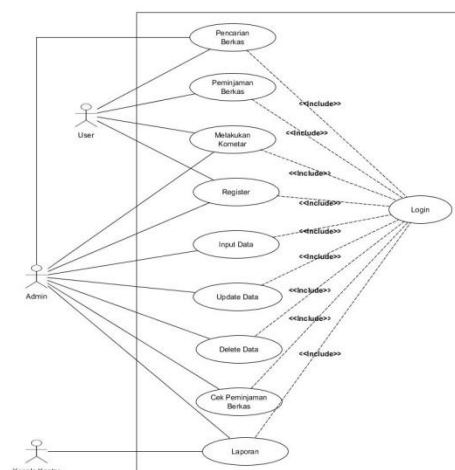 Pencarian
Berkas
Peminjaman
Berkas
<<Include>>
User
Melakukan
Kometar
<<Include>>
Register
<<Include>>
<<Include>>
Login
Input Data
<<Include>>
Admin
Update Data
<<Include>>
<<Include>>
Delete Data
<<Include>>
Cek Peminjaman
Berkas
Laporan